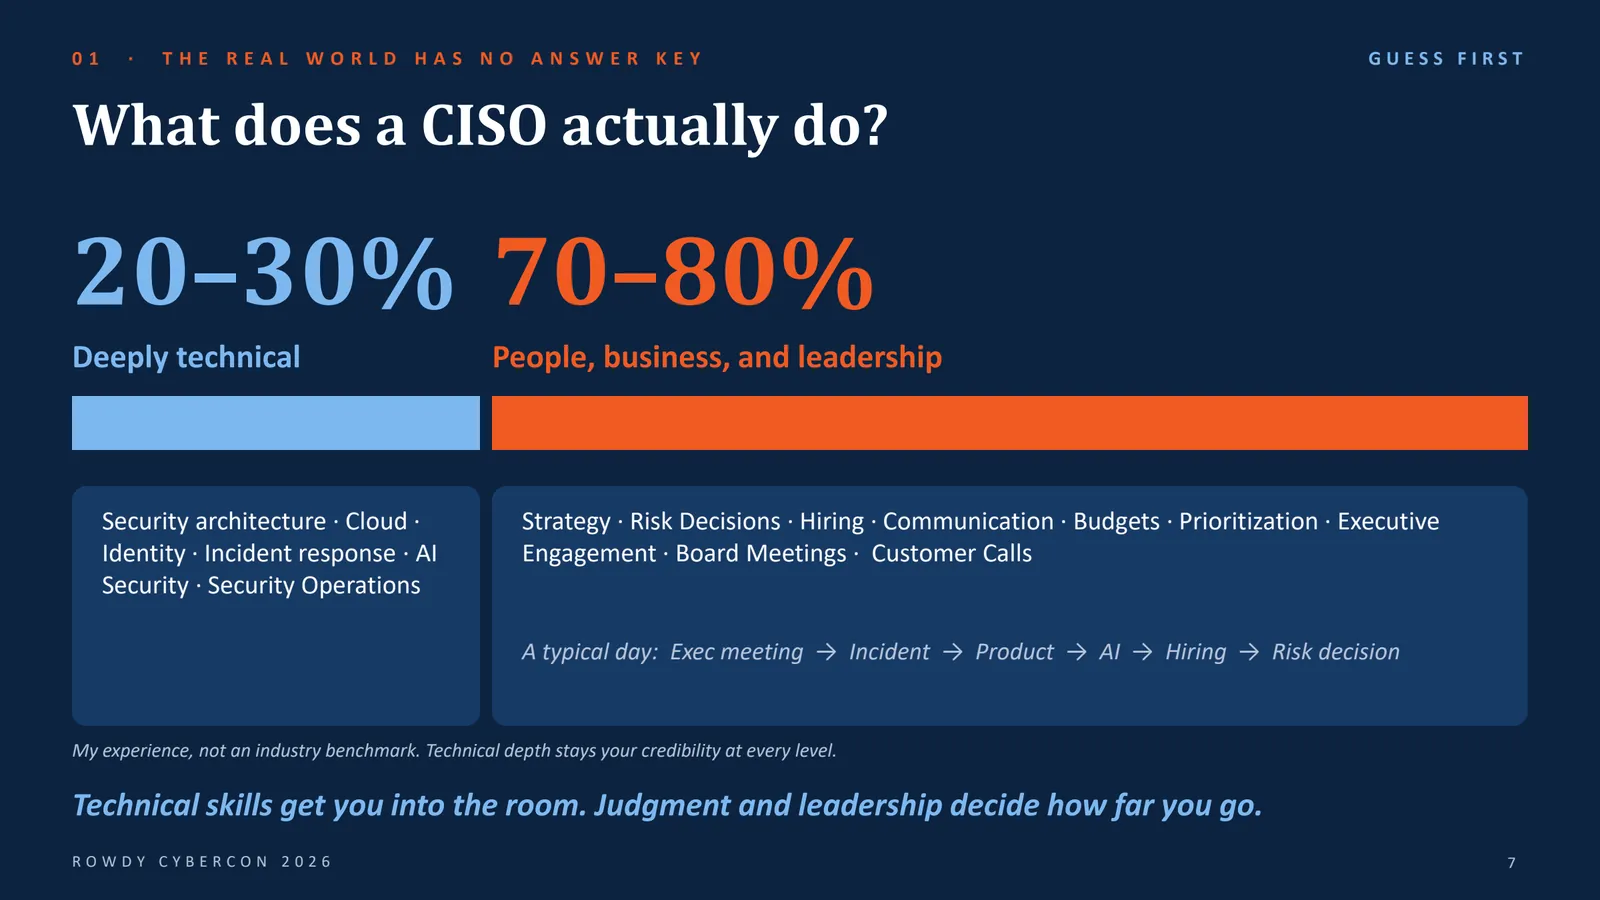 01 · THE REAL WORLD HAS NO ANSWER KEY
GUESS FIRST
What does a CISO actually do?
20–30%
Deeply technical
70–80%
People, business, and leadership
Security architecture · Cloud ·
Identity · Incident response · AI
Security · Security Operations
Strategy · Risk Decisions · Hiring · Communication · Budgets · Prioritization · Executive
Engagement · Board Meetings · Customer Calls
A typical day: Exec meeting → Incident → Product → AI → Hiring → Risk decision
My experience, not an industry benchmark. Technical depth stays your credibility at every level.
Technical skills get you into the room. Judgment and leadership decide how far you go.
ROWDY CYBERCON 2026
7